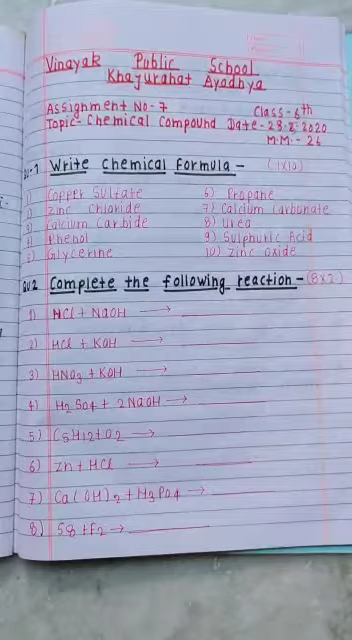 Vinayak Public School
Khajurahat Ayodhya
Assignment No-7 Class-6th
Topic-Chemical Compound Date-28-8-2020
M.M.-26
Qu-1 Write Chemical formula- (1x10)
1) Copper Sulfate 6) Propane
2) Zinc Chloride 7) Calcium Carbonate
3) Calcium Carbide 8) Urea
4) Phenol 9) Sulphuric Acid
5) Glycerine 10) Zinc oxide
Qu2 Complete the following reaction-(8x2)
1) HCl + NaOH →
2) HCl + KOH →
3) HNO3 + KOH →
4) H2SO4 + 2NaOH →
5) C5H12+O2 →
6) Zn + HCl →
7) Ca(OH)2 + H3PO4 →
8) S8 + F2 →